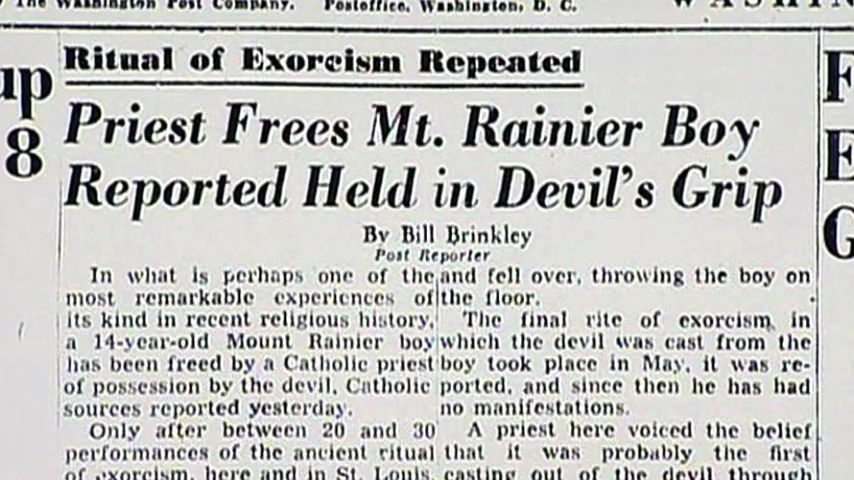 The Washington Post Company. Postoffice, Washington, D. C.
up
8
Ritual of Exorcism Repeated
Priest Frees Mt. Rainier Boy
Reported Held in Devil's Grip
By Bill Brinkley
Post Reporter
In what is perhaps one of the
most remarkable experiences of
its kind in recent religious history,
a 14-year-old Mount Rainier boy
has been freed by a Catholic priest
of possession by the devil, Catholic
sources reported yesterday.
Only after between 20 and 30
performances of the ancient ritual
of exorcism, here and in St. Louis,
and fell over, throwing the boy on
the floor.
The final rite of exorcism in
which the devil was cast from the
boy took place in May, it was re-
ported, and since then he has had
no manifestations.
A priest here voiced the belief
that it was probably the first
casting out of the devil through
F
E
G